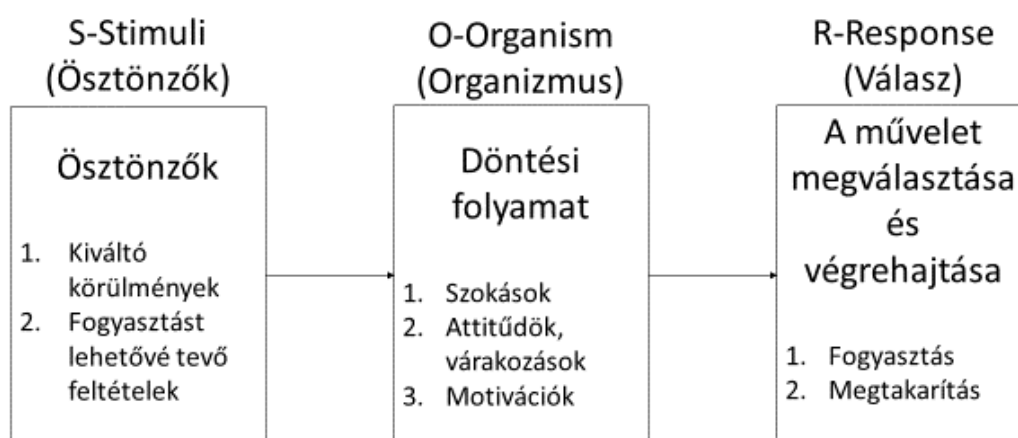 S-Stimuli
(Ösztönzők)
Ösztönzők
1. Kiváltó
körülmények
2. Fogyasztást
lehetővé tevő
feltételek
O-Organism
(Organizmus)
Döntési
folyamat
1. Szokások
2. Attitűdök,
várakozások
3. Motivációk
R-Response
(Válasz)
A művelet
megválasztása
és
végrehajtása
1. Fogyasztás
2. Megtakarítás